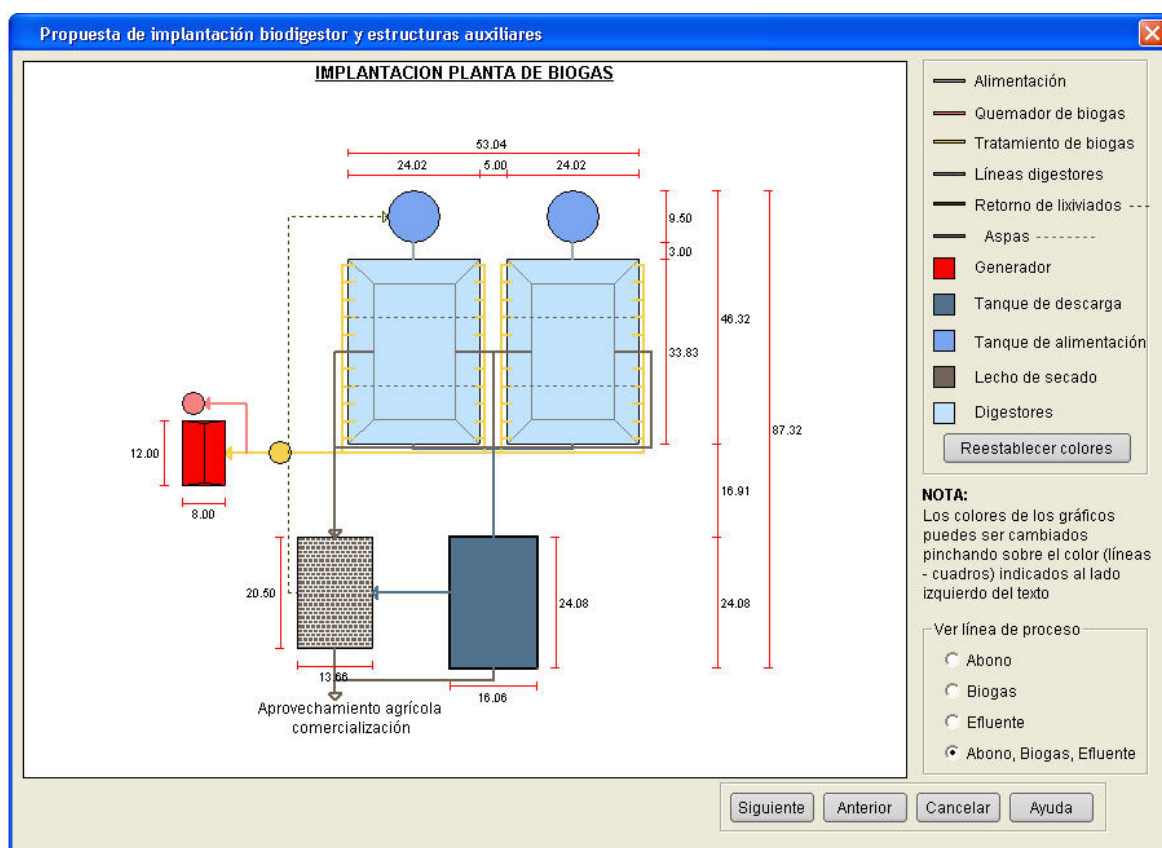 Propuesta de implantación biodigestor y estructuras auxiliares
IMPLANTACION PLANTA DE BIOGAS
53.04
24.02
5.00
24.02
9.50
3.00
46.32
33.83
87.32
12.00
8.00
16.91
20.50
24.08
24.08
13.66
16.06
Aprovechamiento agrícola
comercialización
Alimentación
Quemador de biogas
Tratamiento de biogas
Líneas digestores
Retorno de lixiviados ---
Aspas --------
Generador
Tanque de descarga
Tanque de alimentación
Lecho de secado
Digestores
Reestablecer colores
NOTA:
Los colores de los gráficos
puedes ser cambiados
pinchando sobre el color (líneas
- cuadros) indicados al lado
izquierdo del texto
Ver línea de proceso
Abono
Biogas
Efluente
Abono, Biogas, Efluente
Siguiente
Anterior
Cancelar
Ayuda